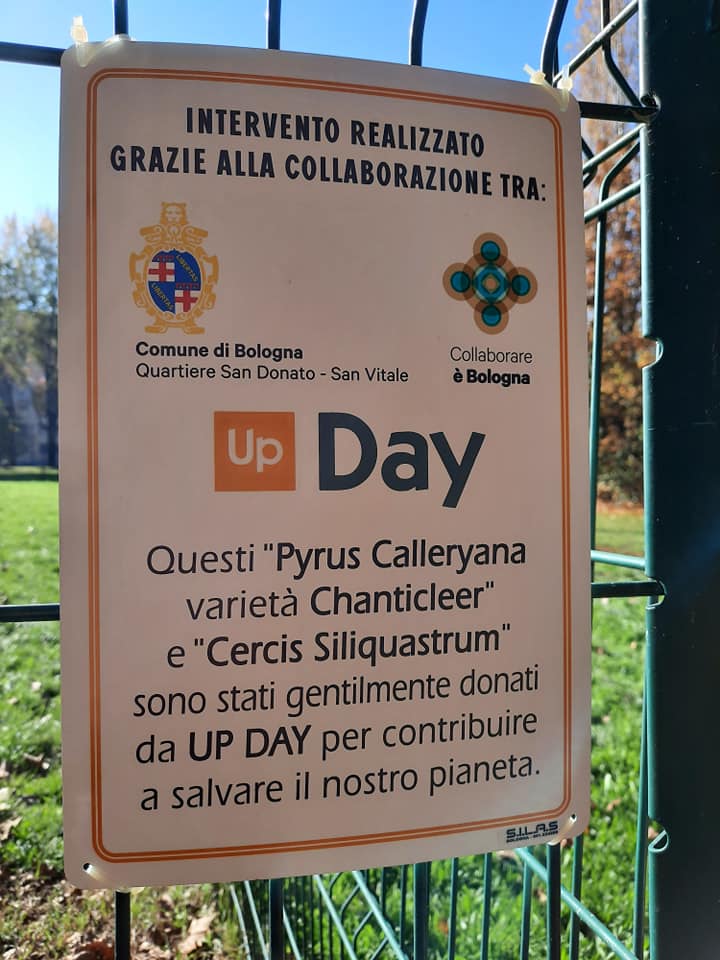 INTERVENTO REALIZZATO
GRAZIE ALLA COLLABORAZIONE TRA:
LIBERTAS
LIBERTAS
Comune di Bologna
Quartiere San Donato - San Vitale
Collaborare
è Bologna
Up Day
Questi "Pyrus Calleryana
varietà Chanticleer"
e "Cercis Siliquastrum"
sono stati gentilmente donati
da UP DAY per contribuire
a salvare il nostro pianeta.
S.I.L.A.S